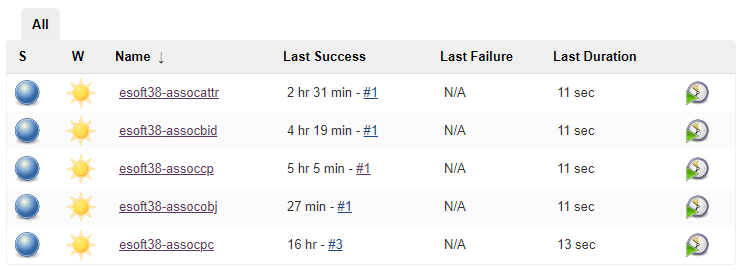 All
S W Name ↓ Last Success Last Failure Last Duration
esoft38-assocattr 2 hr 31 min - #1 N/A 11 sec
esoft38-assocbid 4 hr 19 min - #1 N/A 11 sec
esoft38-assoccp 5 hr 5 min - #1 N/A 11 sec
esoft38-assocobj 27 min - #1 N/A 11 sec
esoft38-assocpc 16 hr - #3 N/A 13 sec